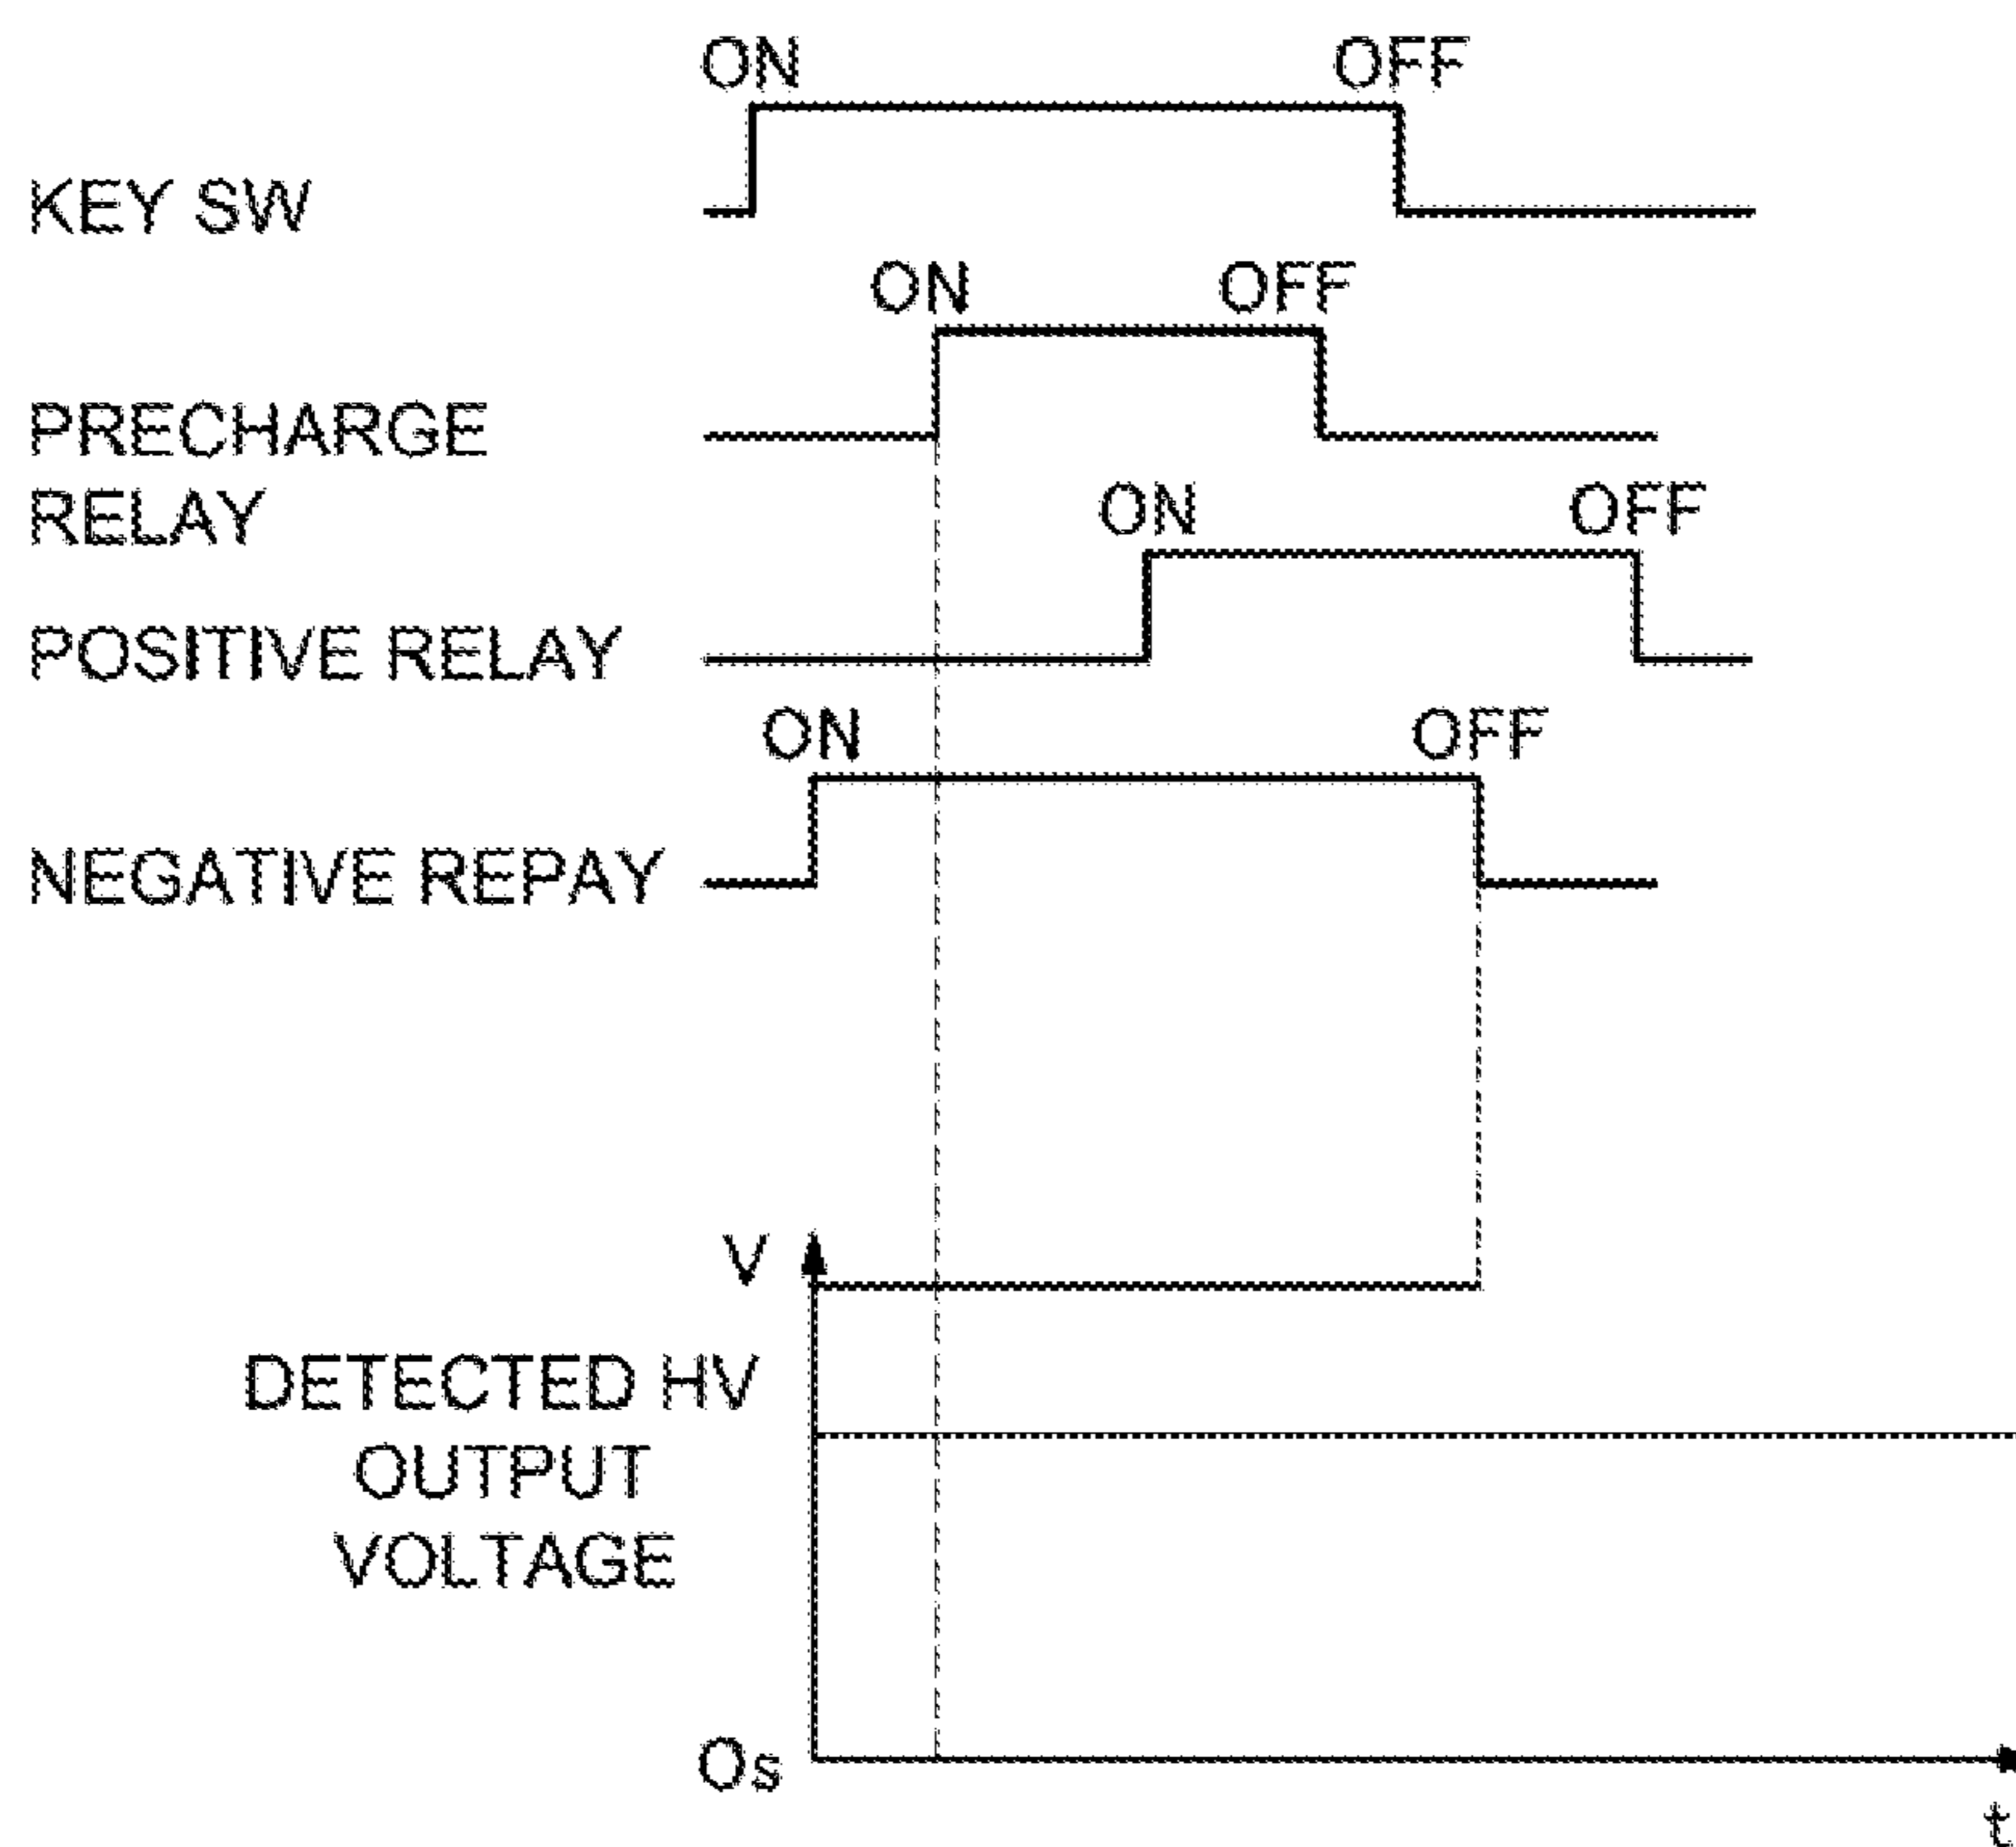 ON OFF
KEY SW
ON OFF
PRECHARGE
RELAY
ON OFF
POSITIVE RELAY
ON OFF
NEGATIVE REPAY
V
DETECTED HV
OUTPUT
VOLTAGE
Os
t